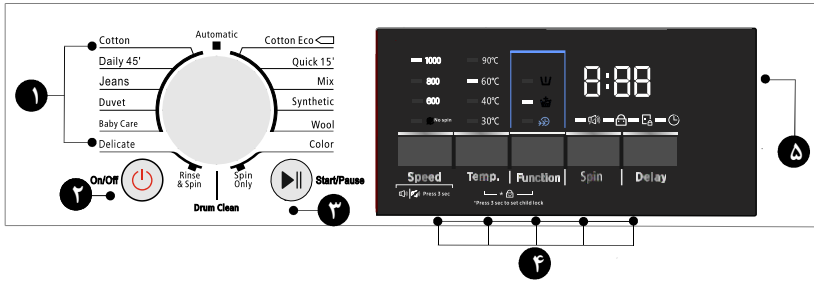 Automatic
Cotton
Daily 45'
Jeans
Duvet
Baby Care
Delicate
Cotton Eco
Quick 15'
Mix
Synthetic
Wool
Color
Rinse
& Spin
Spin
Only
Drum Clean
On/Off
Start/Pause
۱
۲
۳
1000
800
600
No spin
90℃
60℃
40℃
30℃
8:88
Speed
Temp.
Function
Spin
Delay
Press 3 sec
*
*Press 3 sec to set child lock
۴
۵